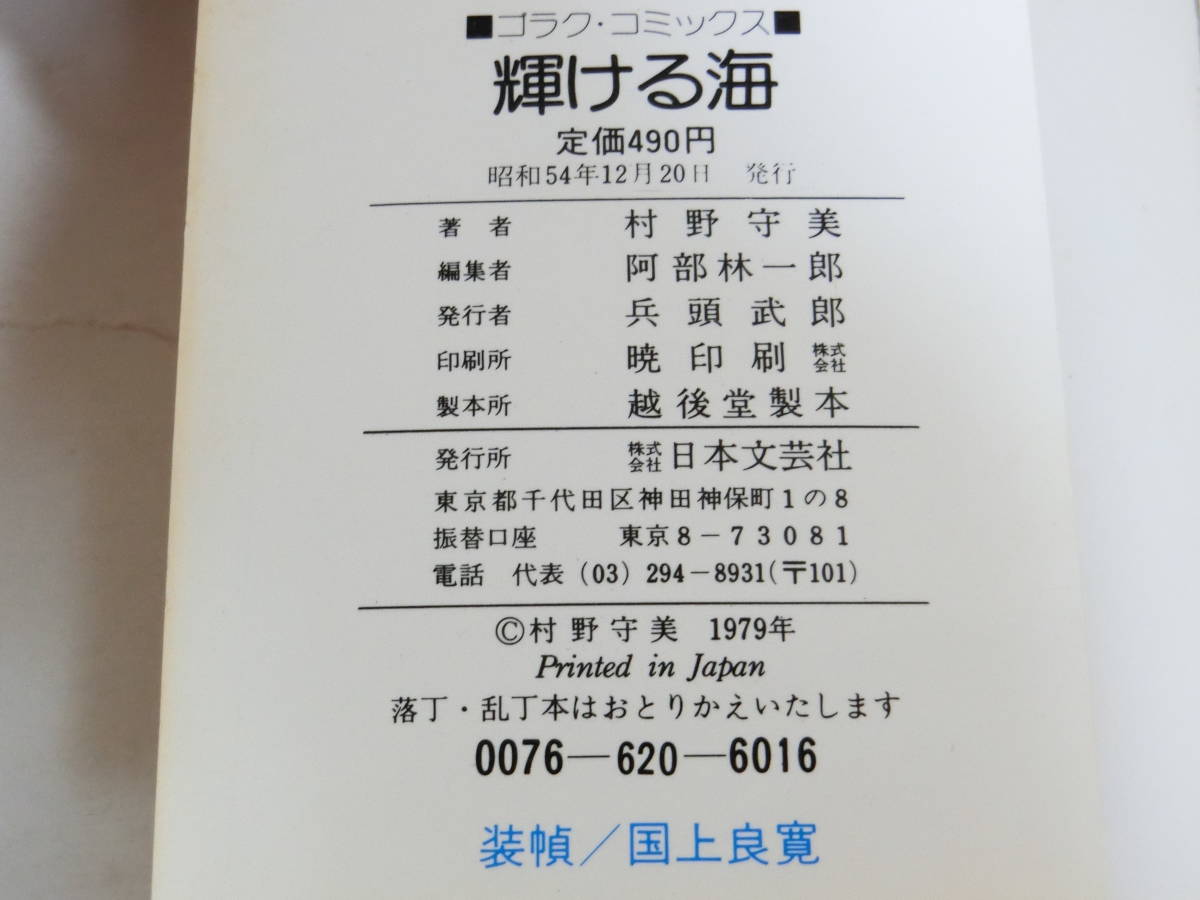 ■ゴラク・コミックス■
輝ける海
定価490円
昭和54年12月20日 発行
著者 村野守美
編集者 阿部林一郎
発行者 兵頭武郎
印刷所 暁印刷 株式会社
製本所 越後堂製本
発行所 株式会社 日本文芸社
東京都千代田区神田神保町1の8
振替口座 東京8-73081
電話 代表(03)294-8931(〒101)
©村野守美 1979年
Printed in Japan
落丁・乱丁本はおとりかえいたします
0076—620—6016
装幀/国上良寛